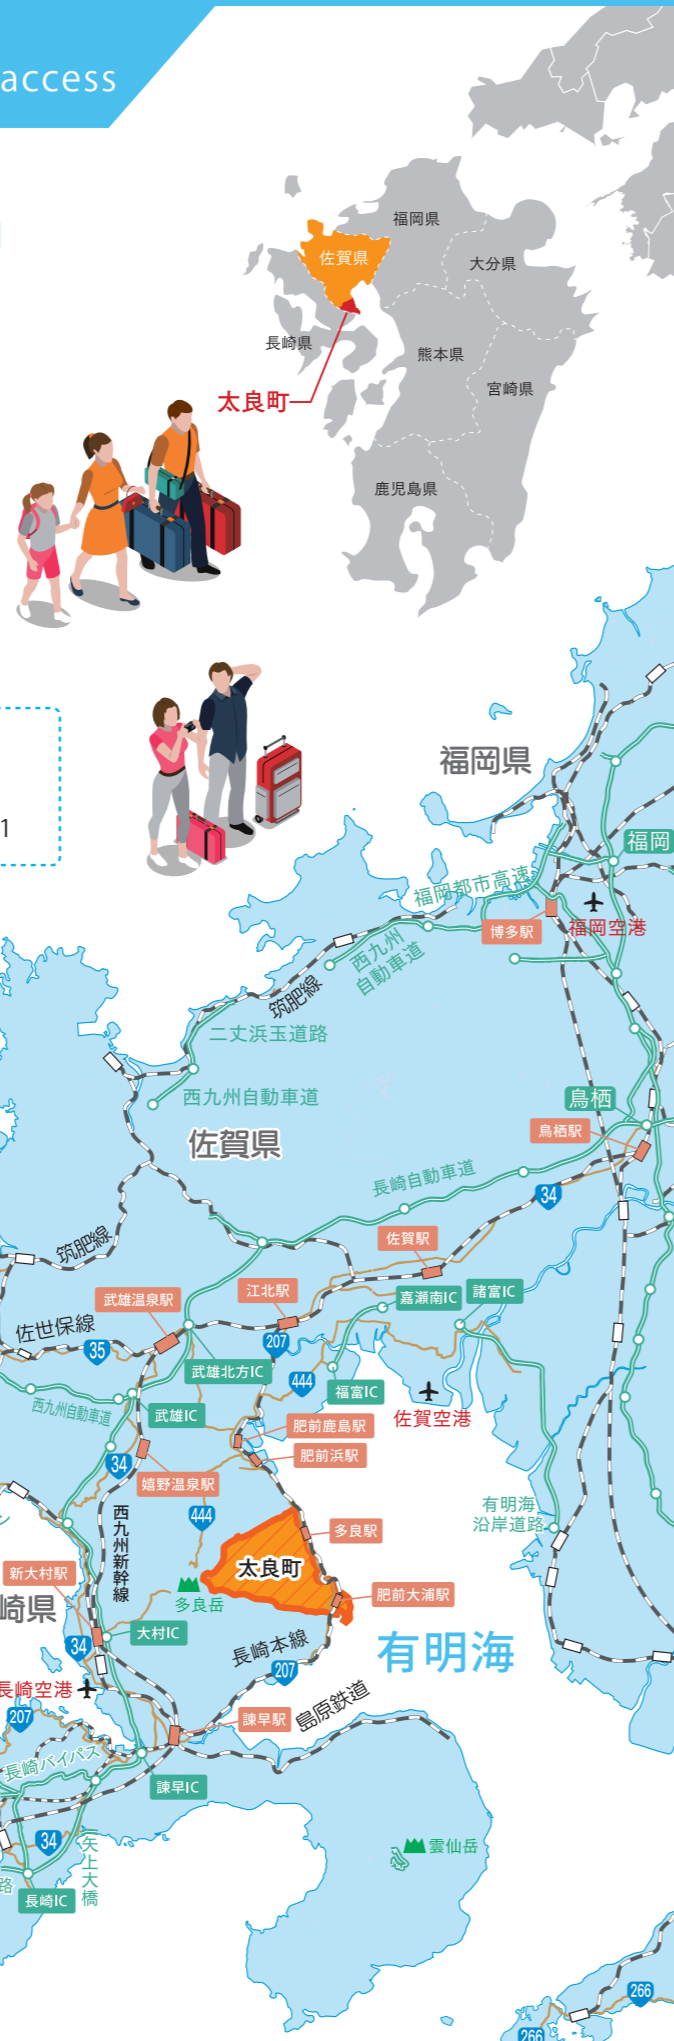 access
福岡県
佐賀県
大分県
長崎県
熊本県
太良町
宮崎県
鹿児島県
福岡県
1
福岡
福岡都市高速
福岡空港
博多駅
西九州
自動車道
筑肥線
二丈浜玉道路
西九州自動車道
鳥栖
鳥栖駅
佐賀県
長崎自動車道
34
筑肥線
佐賀駅
江北駅
嘉瀬南IC
諸富IC
武雄温泉駅
佐世保線
35
207
武雄北方IC
444
福富IC
佐賀空港
西九州自動車道
武雄IC
肥前鹿島駅
肥前浜駅
34
嬉野温泉駅
444
有明海
沿岸道路
西九州新幹線
多良駅
太良町
新大村駅
多良岳
肥前大浦駅
崎県
大村IC
34
長崎本線
有明海
207
長崎空港
207
諫早駅
島原鉄道
長崎バイパス
諫早IC
34
矢上大橋
雲仙岳
路
長崎IC
266
266